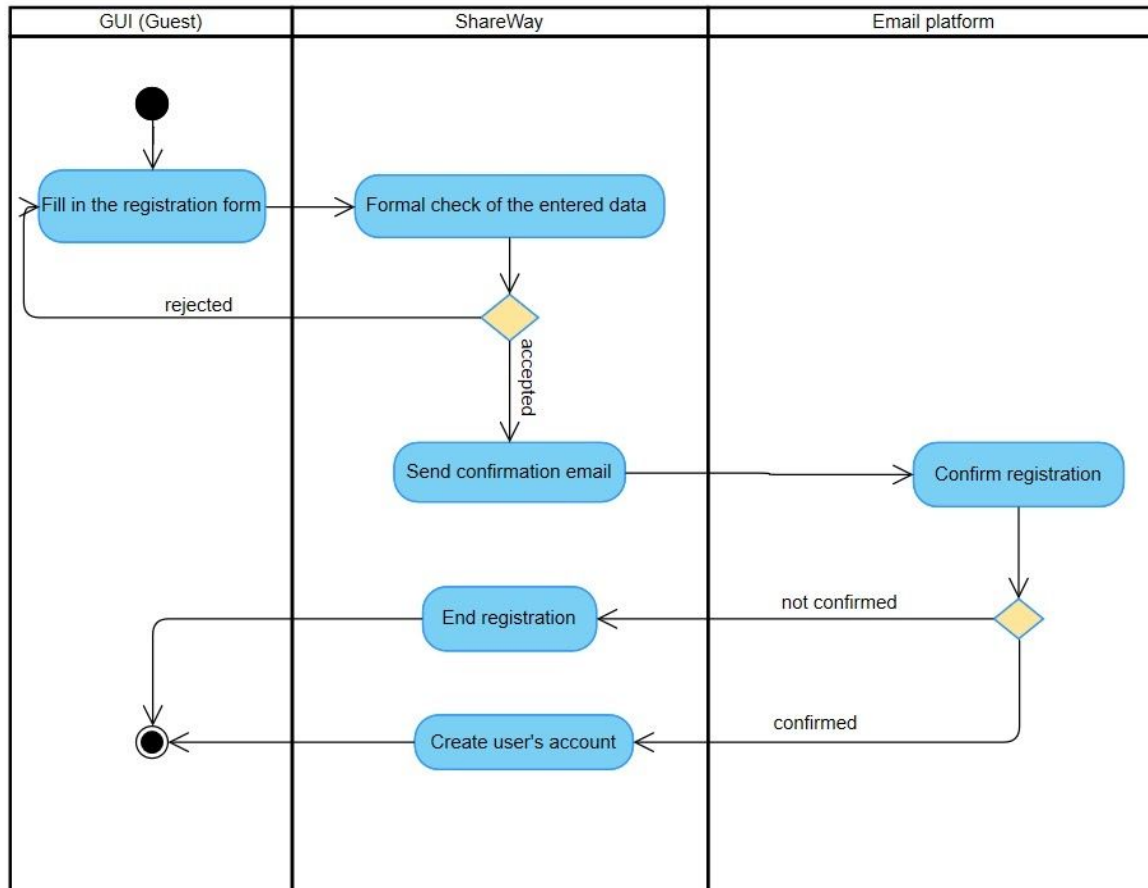 GUI (Guest)
ShareWay
Email platform
Fill in the registration form
Formal check of the entered data
rejected
accepted
Send confirmation email
Confirm registration
not confirmed
End registration
confirmed
Create user's account